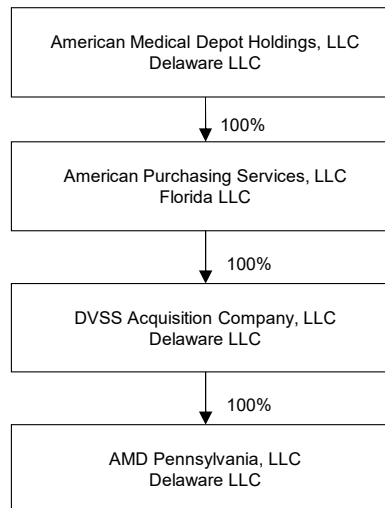 American Medical Depot Holdings, LLC
Delaware LLC
100%
American Purchasing Services, LLC
Florida LLC
100%
DVSS Acquisition Company, LLC
Delaware LLC
100%
AMD Pennsylvania, LLC
Delaware LLC